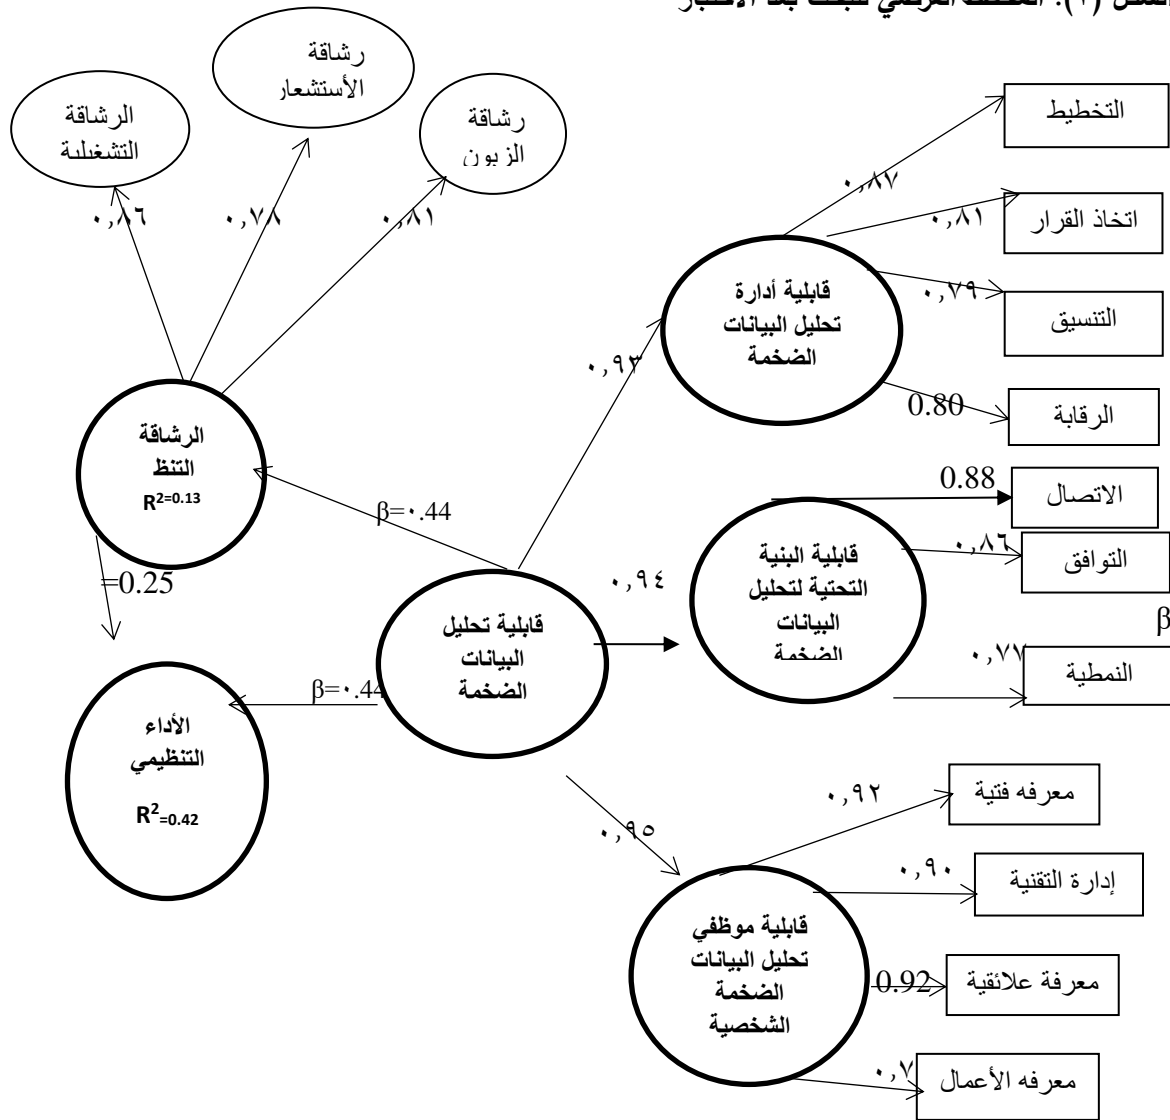 رشاقة
الأستشعار
الرشاقة
التشغيلية
رشاقة
الزبون
٠,٨٦
٠,٧٨
٠,٨١
التخطيط
٠,٨٧
اتخاذ القرار
٠,٨١
التنسيق
٠,٧٩
الرقابة
0.80
قابلية أدارة
تحليل البيانات
الضخمة
٠,٩٣
الرشاقة
التنظ
R²=0.13
β=٠.44
=0.25
الاتصال
0.88
التوافق
٠,٨٦
β
النمطية
٠,٧٧
قابلية البنية
التحتية لتحليل
البيانات
الضخمة
٠,٩٤
قابلية تحليل
البيانات
الضخمة
β=٠.44
الأداء
التنظيمي
R²=0.42
٠,٩٥
معرفه فتية
٠,٩٢
إدارة التقنية
٠,٩٠
معرفة علائقية
0.92
معرفه الأعمال
٠,٧
قابلية موظفي
تحليل البيانات
الضخمة
الشخصية